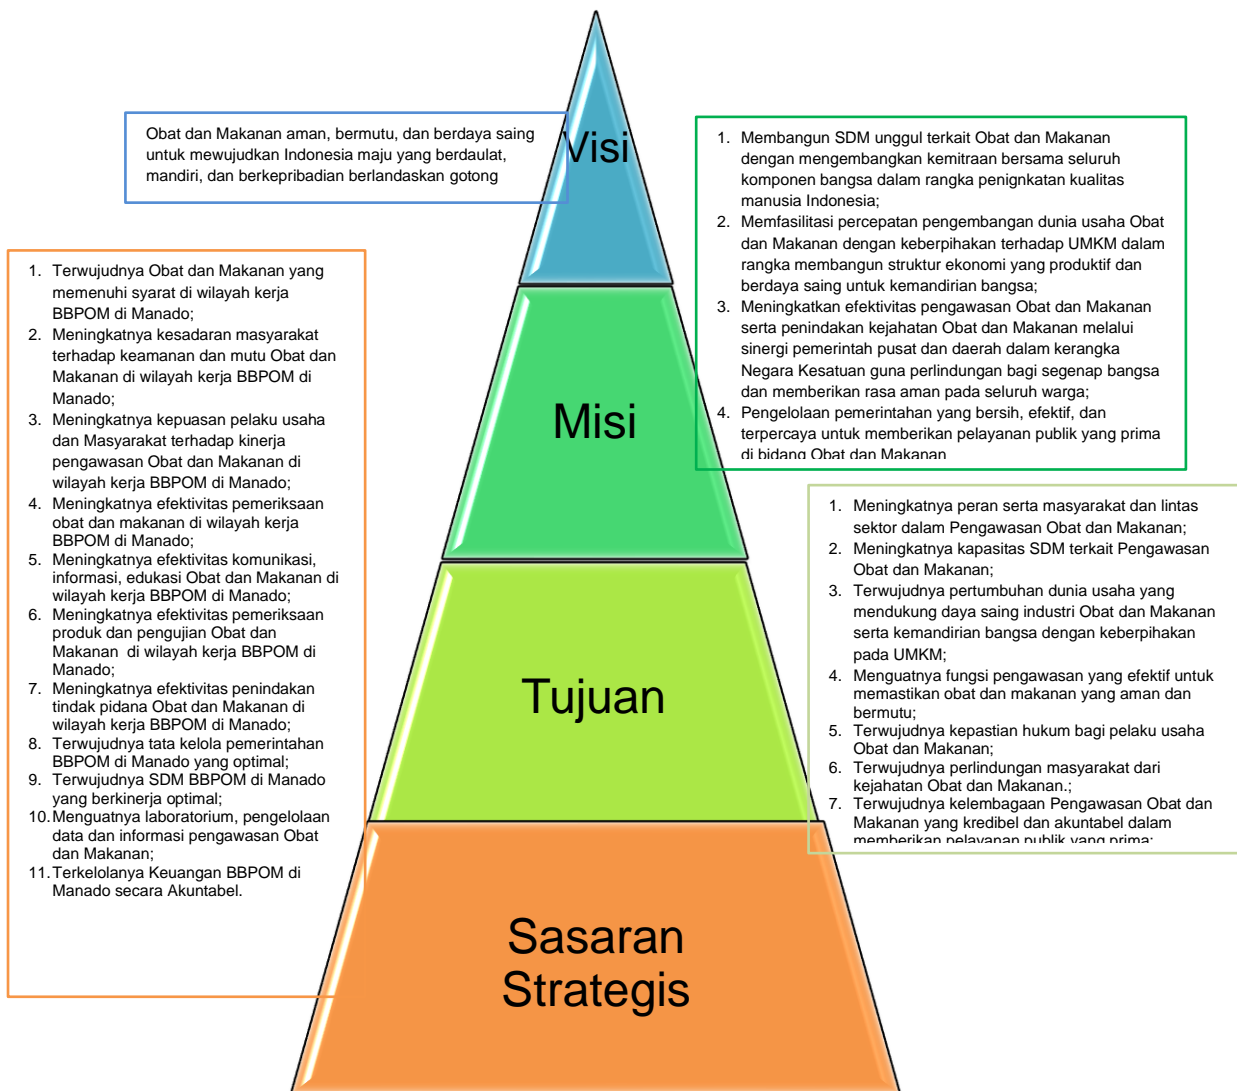 Visi
Obat dan Makanan aman, bermutu, dan berdaya saing
untuk mewujudkan Indonesia maju yang berdaulat,
mandiri, dan berkepribadian berlandaskan gotong
1. Membangun SDM unggul terkait Obat dan Makanan
dengan mengembangkan kemitraan bersama seluruh
komponen bangsa dalam rangka penignkatan kualitas
manusia Indonesia;
2. Memfasilitasi percepatan pengembangan dunia usaha Obat
dan Makanan dengan keberpihakan terhadap UMKM dalam
rangka membangun struktur ekonomi yang produktif dan
berdaya saing untuk kemandirian bangsa;
3. Meningkatkan efektivitas pengawasan Obat dan Makanan
serta penindakan kejahatan Obat dan Makanan melalui
sinergi pemerintah pusat dan daerah dalam kerangka
Negara Kesatuan guna perlindungan bagi segenap bangsa
dan memberikan rasa aman pada seluruh warga;
4. Pengelolaan pemerintahan yang bersih, efektif, dan
terpercaya untuk memberikan pelayanan publik yang prima
di bidang Obat dan Makanan
1. Terwujudnya Obat dan Makanan yang
memenuhi syarat di wilayah kerja
BBPOM di Manado;
2. Meningkatnya kesadaran masyarakat
terhadap keamanan dan mutu Obat dan
Makanan di wilayah kerja BBPOM di
Manado;
3. Meningkatnya kepuasan pelaku usaha
dan Masyarakat terhadap kinerja
pengawasan Obat dan Makanan di
wilayah kerja BBPOM di Manado;
4. Meningkatnya efektivitas pemeriksaan
obat dan makanan di wilayah kerja
BBPOM di Manado;
5. Meningkatnya efektivitas komunikasi,
informasi, edukasi Obat dan Makanan di
wilayah kerja BBPOM di Manado;
6. Meningkatnya efektivitas pemeriksaan
produk dan pengujian Obat dan
Makanan di wilayah kerja BBPOM di
Manado;
7. Meningkatnya efektivitas penindakan
tindak pidana Obat dan Makanan di
wilayah kerja BBPOM di Manado;
8. Terwujudnya tata kelola pemerintahan
BBPOM di Manado yang optimal;
9. Terwujudnya SDM BBPOM di Manado
yang berkinerja optimal;
10. Menguatnya laboratorium, pengelolaan
data dan informasi pengawasan Obat
dan Makanan;
11. Terkelolanya Keuangan BBPOM di
Manado secara Akuntabel.
Misi
1. Meningkatnya peran serta masyarakat dan lintas
sektor dalam Pengawasan Obat dan Makanan;
2. Meningkatnya kapasitas SDM terkait Pengawasan
Obat dan Makanan;
3. Terwujudnya pertumbuhan dunia usaha yang
mendukung daya saing industri Obat dan Makanan
serta kemandirian bangsa dengan keberpihakan
pada UMKM;
4. Menguatnya fungsi pengawasan yang efektif untuk
memastikan obat dan makanan yang aman dan
bermutu;
5. Terwujudnya kepastian hukum bagi pelaku usaha
Obat dan Makanan;
6. Terwujudnya perlindungan masyarakat dari
kejahatan Obat dan Makanan.;
7. Terwujudnya kelembagaan Pengawasan Obat dan
Makanan yang kredibel dan akuntabel dalam
memberikan pelayanan publik yang prima;
Tujuan
Sasaran
Strategis